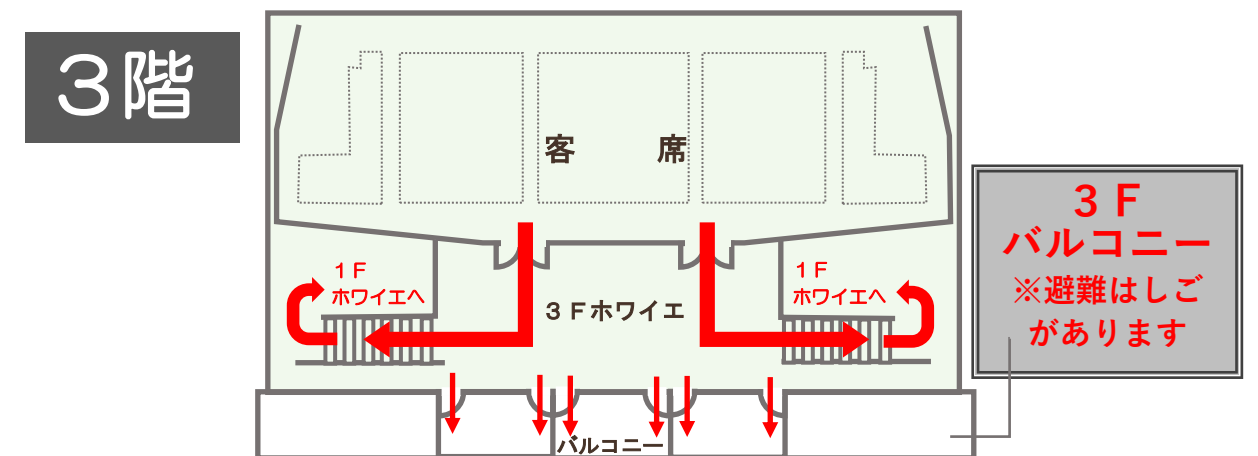 ３階
客　席
１Ｆ
ホワイエへ
３Ｆホワイエ
１Ｆ
ホワイエへ
バルコニー
３Ｆ
バルコニー
※避難はしご
があります